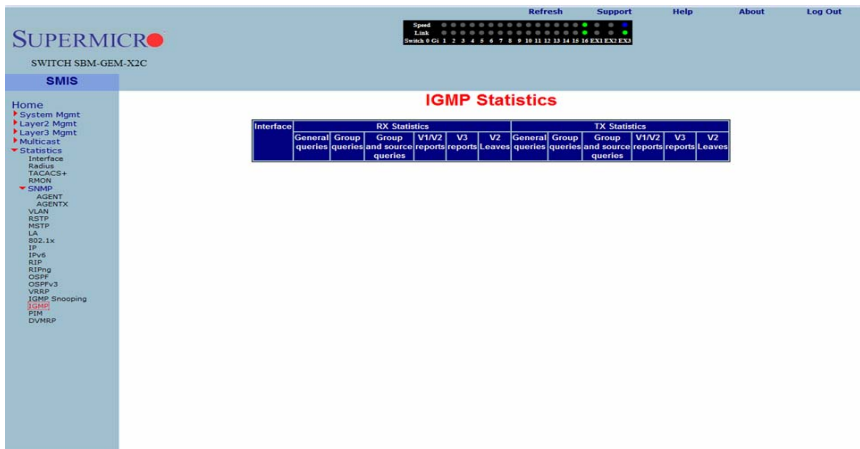 Refresh Support Help About Log Out
Speed
Link
Switch 0 Gi 1 2 3 4 5 6 7 8 9 10 11 12 13 14 15 16 EX1 EX2 EX3
SUPERMICRO
SWITCH SBM-GEM-X2C
SMIS
Home
System Mgmt
Layer2 Mgmt
Layer3 Mgmt
Multicast
Statistics
Interface
Radius
TACACS+
RMON
SNMP
AGENT
AGENTX
VLAN
RSTP
MSTP
LA
802.1x
IP
IPv6
RIP
RIPng
OSPF
OSPFv3
VRRP
IGMP Snooping
IGMP
PIM
DVMRP
IGMP Statistics
Interface RX Statistics TX Statistics
General Group Group V1/V2 V3 V2 General Group Group V1/V2 V3 V2
queries queries and source reports reports Leaves queries queries and source reports reports Leaves
queries queries